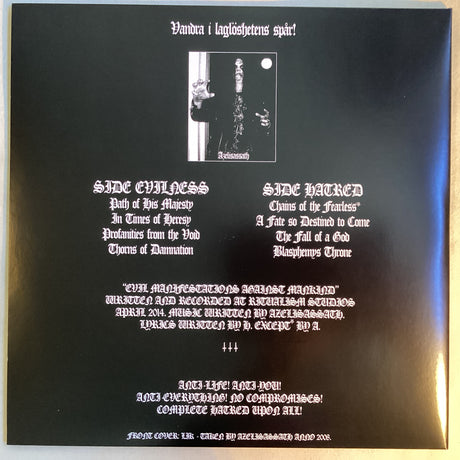 Vandra i laglöshetens spår!
Azelisassath
SIDE EVILNESS
Path of His Majesty
In Times of Heresy
Profanities from the Void
Thorns of Damnation
SIDE HATRED
Chains of the Fearless*
A Fate so Destined to Come
The Fall of a God
Blasphemys Throne
"EVIL MANIFESTATIONS AGAINST MANKIND"
WRITTEN AND RECORDED AT RITUALISM STUDIOS
APRIL 2014. MUSIC WRITTEN BY AZELISASSATH.
LYRICS WRITTEN BY H. EXCEPT* BY A.
ANTI-LIFE! ANTI-YOU!
ANTI EVERYTHING! NO COMPROMISES!
COMPLETE HATRED UPON ALL!
FRONT COVER: LIK - TAKEN BY AZELISASSATH ANNO 2008.